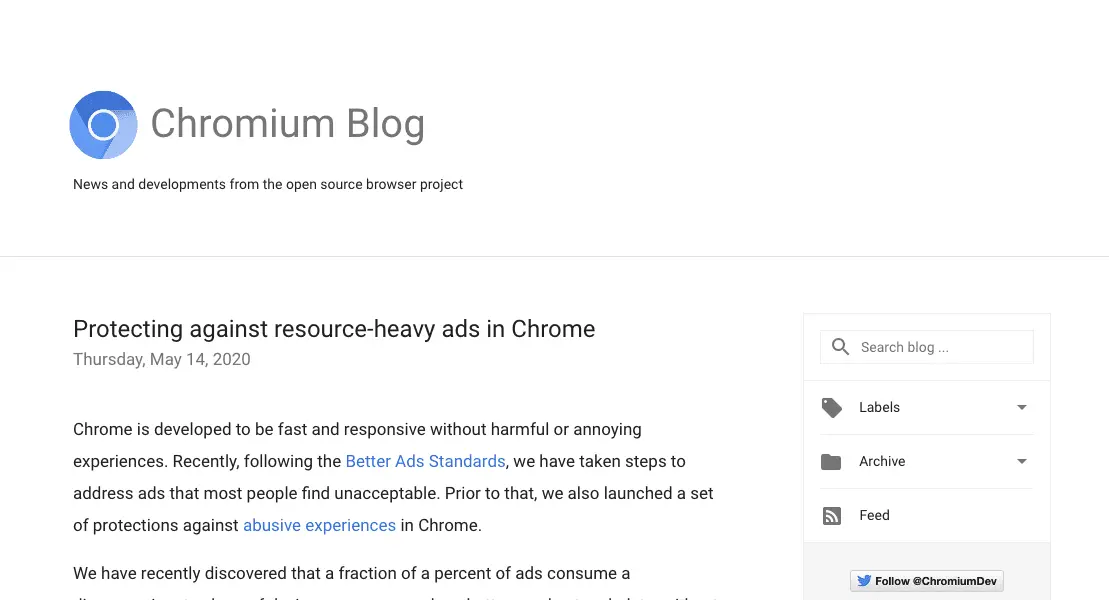 Chromium Blog
News and developments from the open source browser project
Protecting against resource-heavy ads in Chrome
Thursday, May 14, 2020
Chrome is developed to be fast and responsive without harmful or annoying
experiences. Recently, following the Better Ads Standards, we have taken steps to
address ads that most people find unacceptable. Prior to that, we also launched a set
of protections against abusive experiences in Chrome.
We have recently discovered that a fraction of a percent of ads consume a
Search blog ...
Labels
Archive
Feed
Follow @ChromiumDev